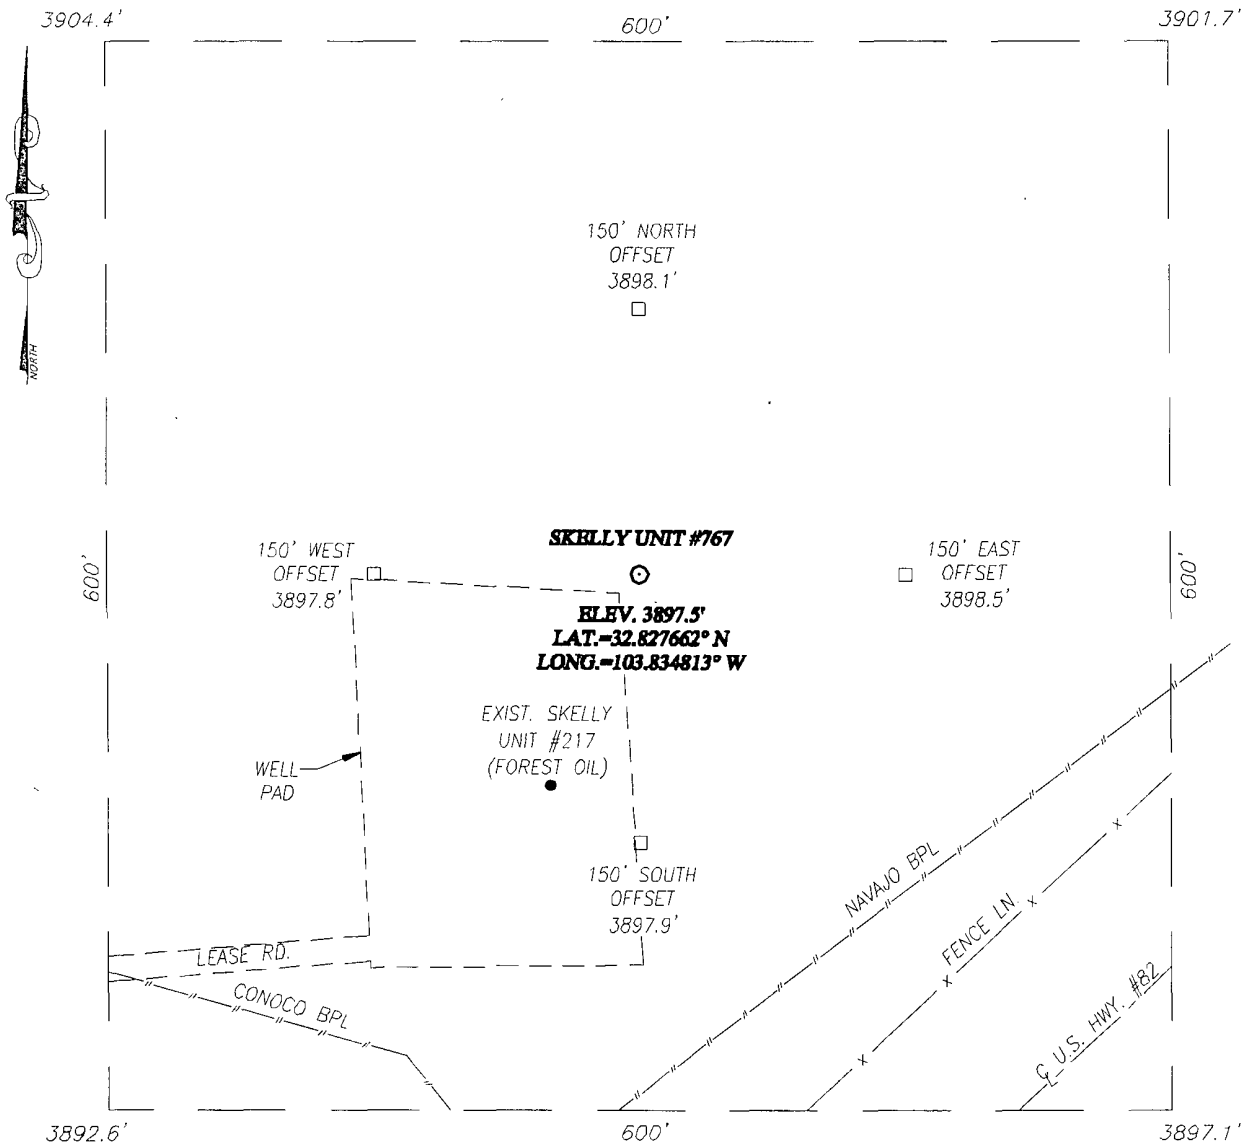 3904.4'
600'
3901.7'
NORTH
150' NORTH
OFFSET
3898.1'
SKELLY UNIT #767
150' WEST
OFFSET
3897.8'
150' EAST
OFFSET
3898.5'
600'
600'
ELEV. 3897.5'
LAT.=32.827662° N
LONG.=103.834813° W
EXIST. SKELLY
UNIT #217
(FOREST OIL)
WELL
PAD
150' SOUTH
OFFSET
3897.9'
NAVAJO BPL
FENCE LN.
LEASE RD.
CONOCO BPL
℄ U.S. HWY. #82
3892.6'
600'
3897.1'